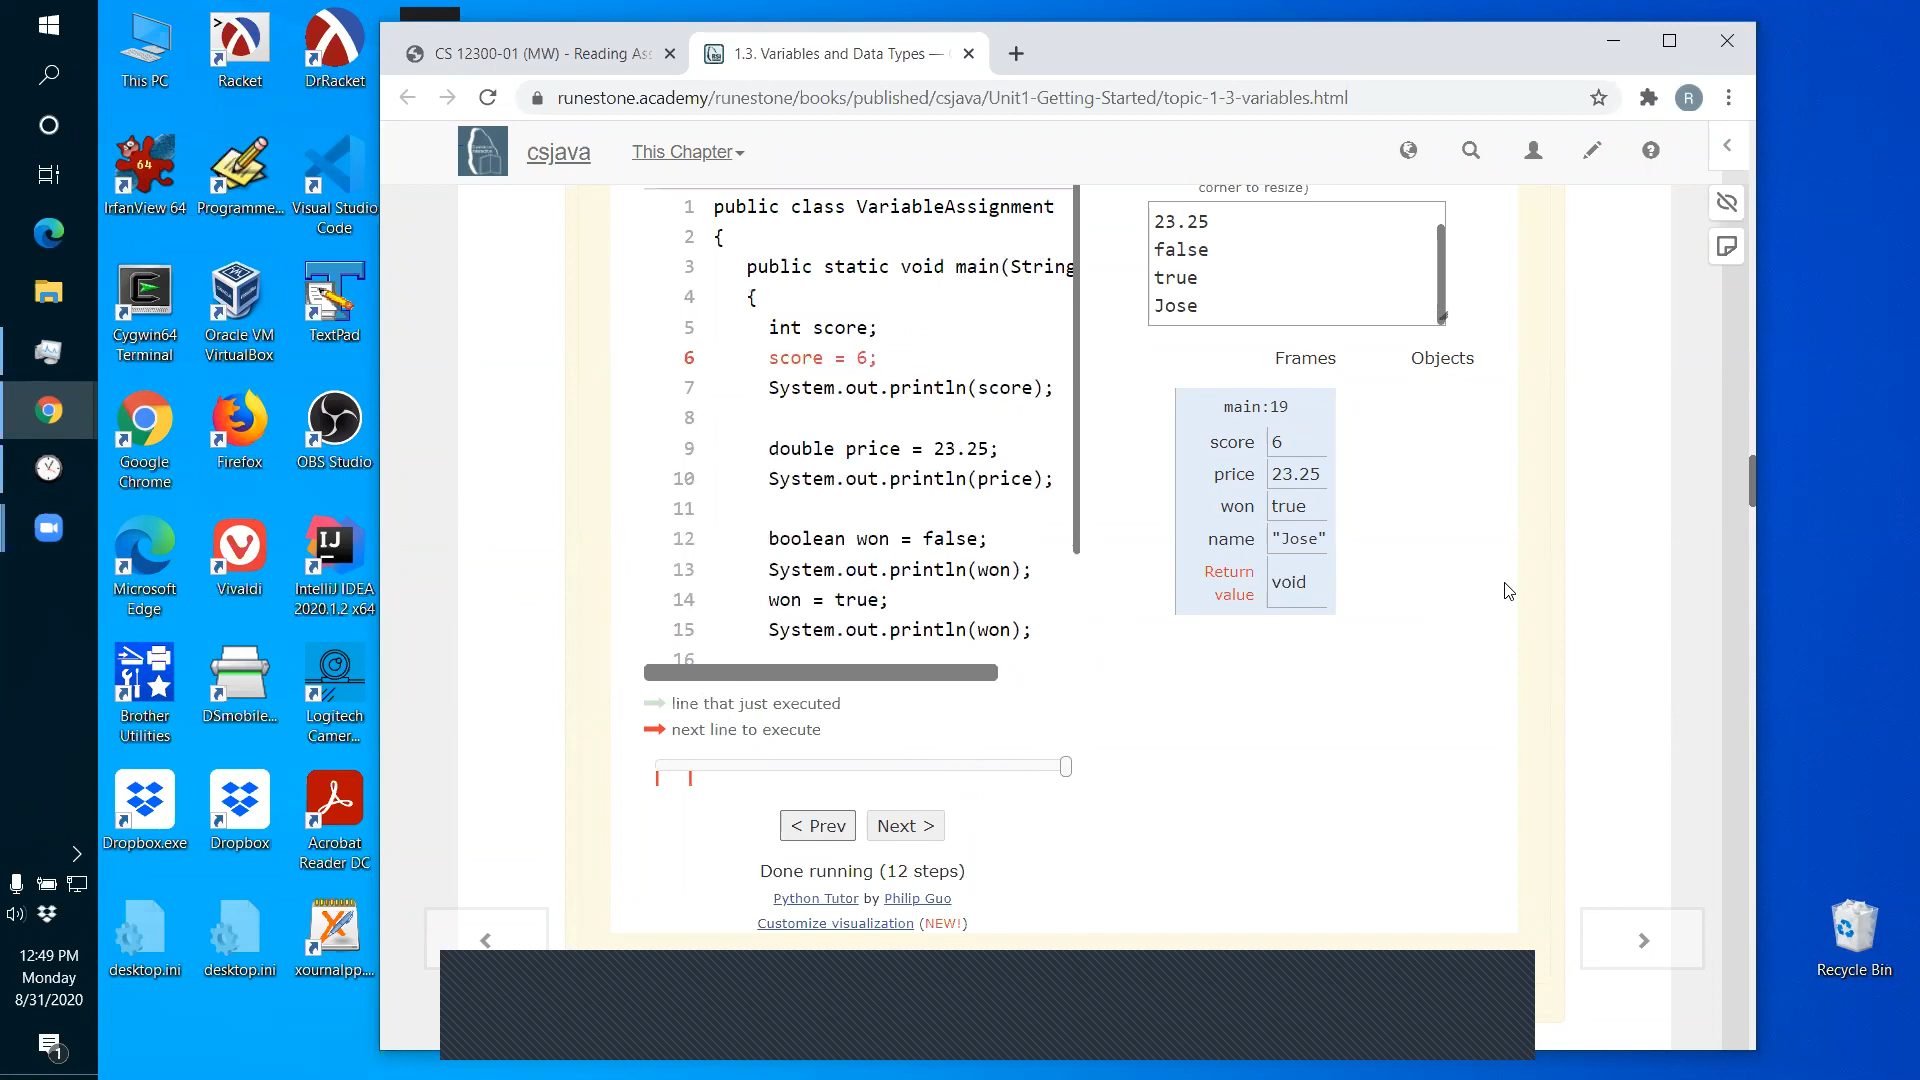 This PC
Racket
DrRacket
IrfanView 64
Programme...
Visual Studio
Code
Cygwin64
Terminal
Oracle VM
VirtualBox
TextPad
Google
Chrome
Firefox
OBS Studio
Microsoft
Edge
Vivaldi
IntelliJ IDEA
2020.1.2 x64
Brother
Utilities
DSmobile...
Logitech
Camer...
Dropbox.exe
Dropbox
Acrobat
Reader DC
desktop.ini
desktop.ini
xournalpp....
12:49 PM
Monday
8/31/2020
1
CS 12300-01 (MW) - Reading Ass
1.3. Variables and Data Types —
runestone.academy/runestone/books/published/csjava/Unit1-Getting-Started/topic-1-3-variables.html
R
csjava
This Chapter
1 public class VariableAssignment
2 {
3 public static void main(String
4 {
5 int score;
6 score = 6;
7 System.out.println(score);
8
9 double price = 23.25;
10 System.out.println(price);
11
12 boolean won = false;
13 System.out.println(won);
14 won = true;
15 System.out.println(won);
16
line that just executed
next line to execute
< Prev
Next >
Done running (12 steps)
Python Tutor by Philip Guo
Customize visualization (NEW!)
corner to resize)
23.25
false
true
Jose
Frames
Objects
main:19
score 6
price 23.25
won true
name "Jose"
Return
value
void
Recycle Bin